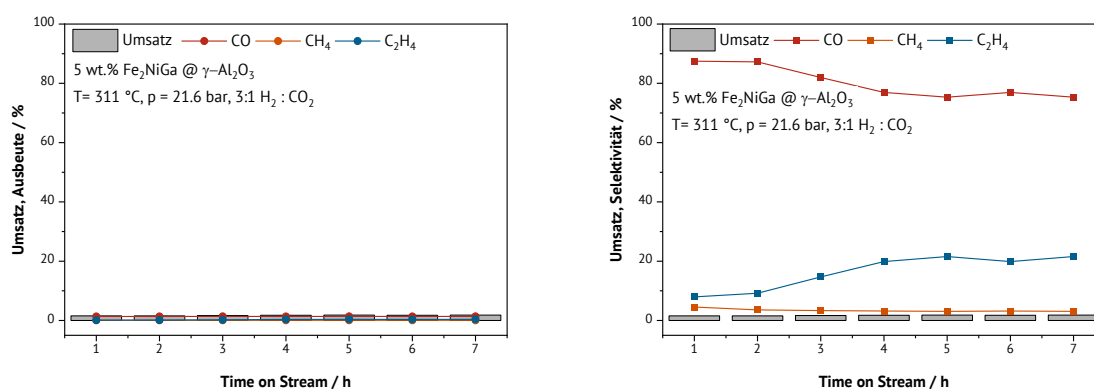 100
80
60
40
20
0
Umsatz, Ausbeute / %
Umsatz CO CH₄ C₂H₄
5 wt.% Fe₂NiGa @ γ–Al₂O₃
T= 311 °C, p = 21.6 bar, 3:1 H₂ : CO₂
1 2 3 4 5 6 7
Time on Stream / h
100
80
60
40
20
0
Umsatz, Selektivität / %
Umsatz CO CH₄ C₂H₄
5 wt.% Fe₂NiGa @ γ–Al₂O₃
T= 311 °C, p = 21.6 bar, 3:1 H₂ : CO₂
1 2 3 4 5 6 7
Time on Stream / h